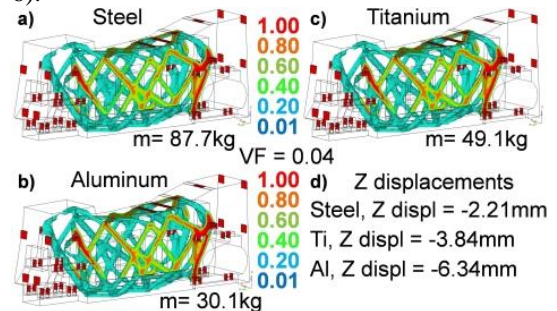 b).
a) Steel
1.00
0.80
0.60
0.40
0.20
0.01
m= 87.7kg
c) Titanium
m= 49.1kg
VF = 0.04
b) Aluminum
1.00
0.80
0.60
0.40
0.20
0.01
m= 30.1kg
d) Z displacements
Steel, Z displ = -2.21mm
Ti, Z displ = -3.84mm
Al, Z displ = -6.34mm